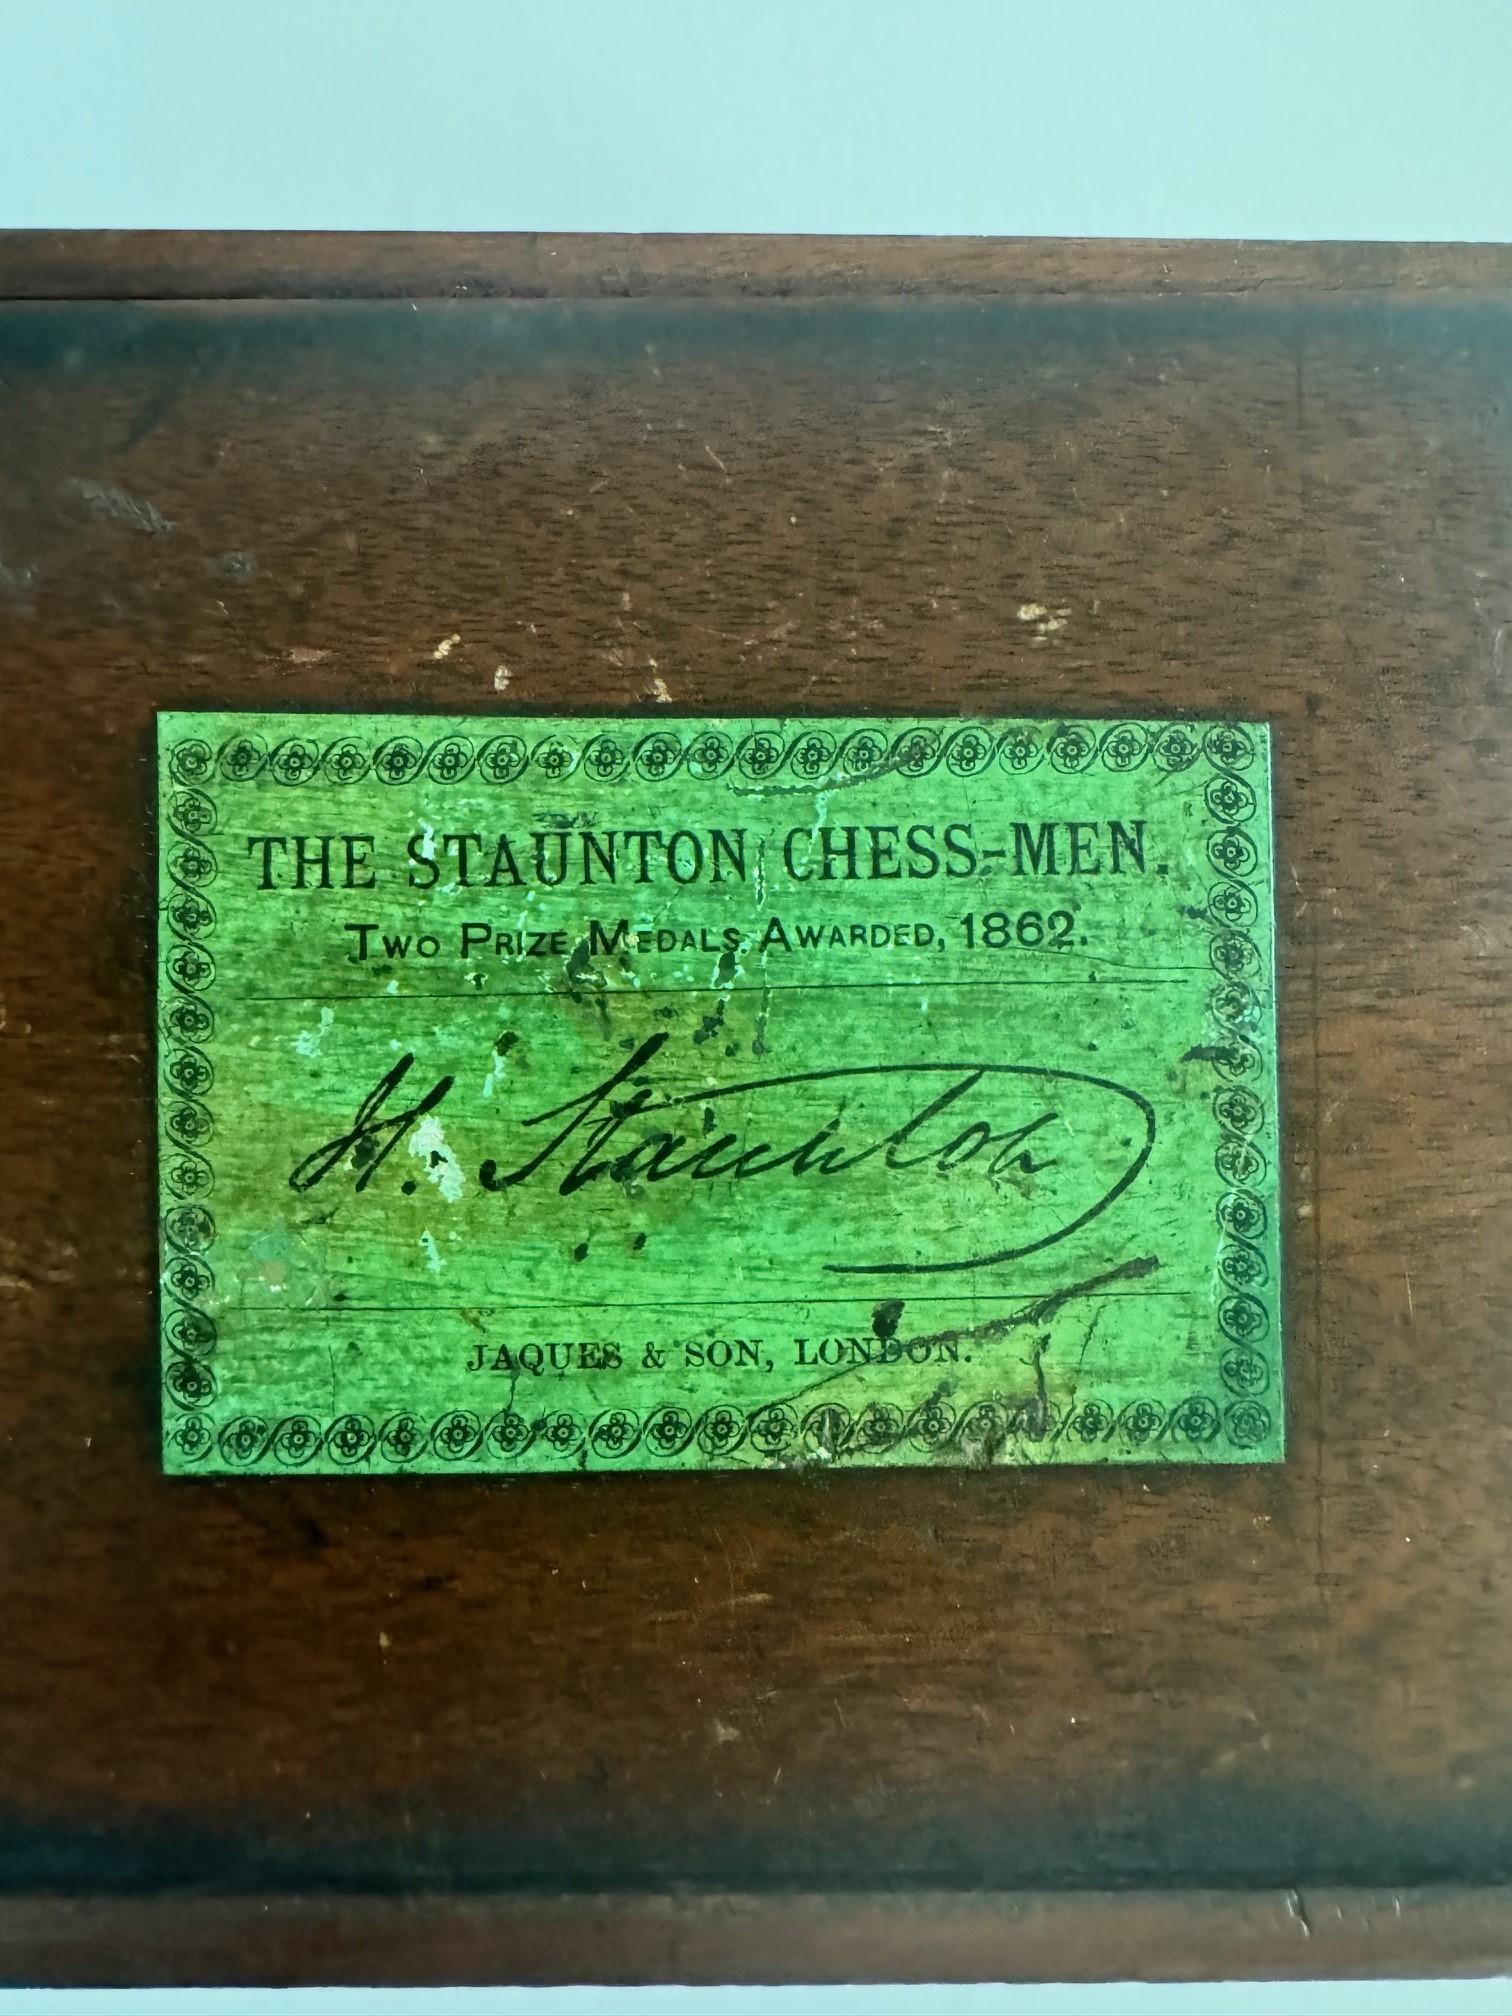 THE STAUNTON CHESS-MEN.
TWO PRIZE MEDALS AWARDED, 1862.
H. Staunton
JAQUES & SON, LONDON.